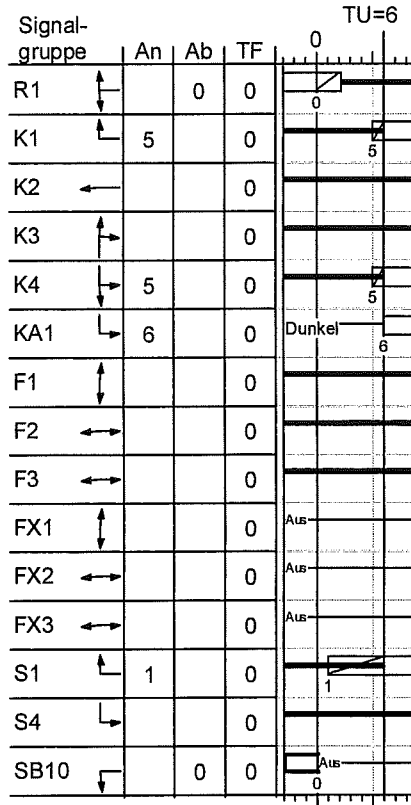 TU=6
Signal-
gruppe An Ab TF 0
R1 0 0 0
K1 5 0 5
K2 0
K3 0
K4 5 0 5
KA1 6 0 Dunkel 6
F1 0
F2 0
F3 0
FX1 0 Aus
FX2 0 Aus
FX3 0 Aus
S1 1 0 1
S4 0
SB10 0 0 Aus 0